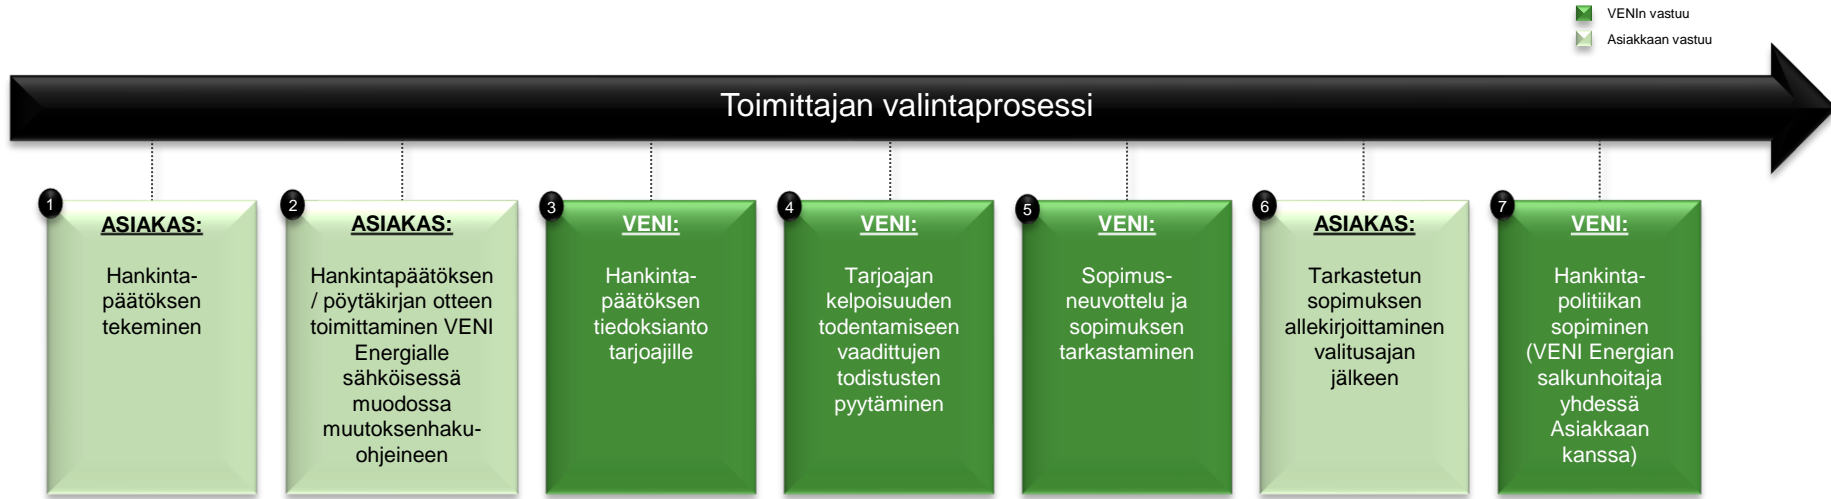 VENIn vastuu
Asiakkaan vastuu
Toimittajan valintaprosessi
1
ASIAKAS:
Hankinta-
päätöksen
tekeminen
2
ASIAKAS:
Hankintapäätöksen
/ pöytäkirjan otteen
toimittaminen VENI
Energialle
sähköisessä
muodossa
muutoksenhaku-
ohjeineen
3
VENI:
Hankinta-
päätöksen
tiedoksianto
tarjoajille
4
VENI:
Tarjoajan
kelpoisuuden
todentamiseen
vaadittujen
todistusten
pyytäminen
5
VENI:
Sopimus-
neuvottelu ja
sopimuksen
tarkastaminen
6
ASIAKAS:
Tarkastetun
sopimuksen
allekirjoittaminen
valitusajan
jälkeen
7
VENI:
Hankinta-
politiikan
sopiminen
(VENI Energian
salkunhoitaja
yhdessä
Asiakkaan
kanssa)